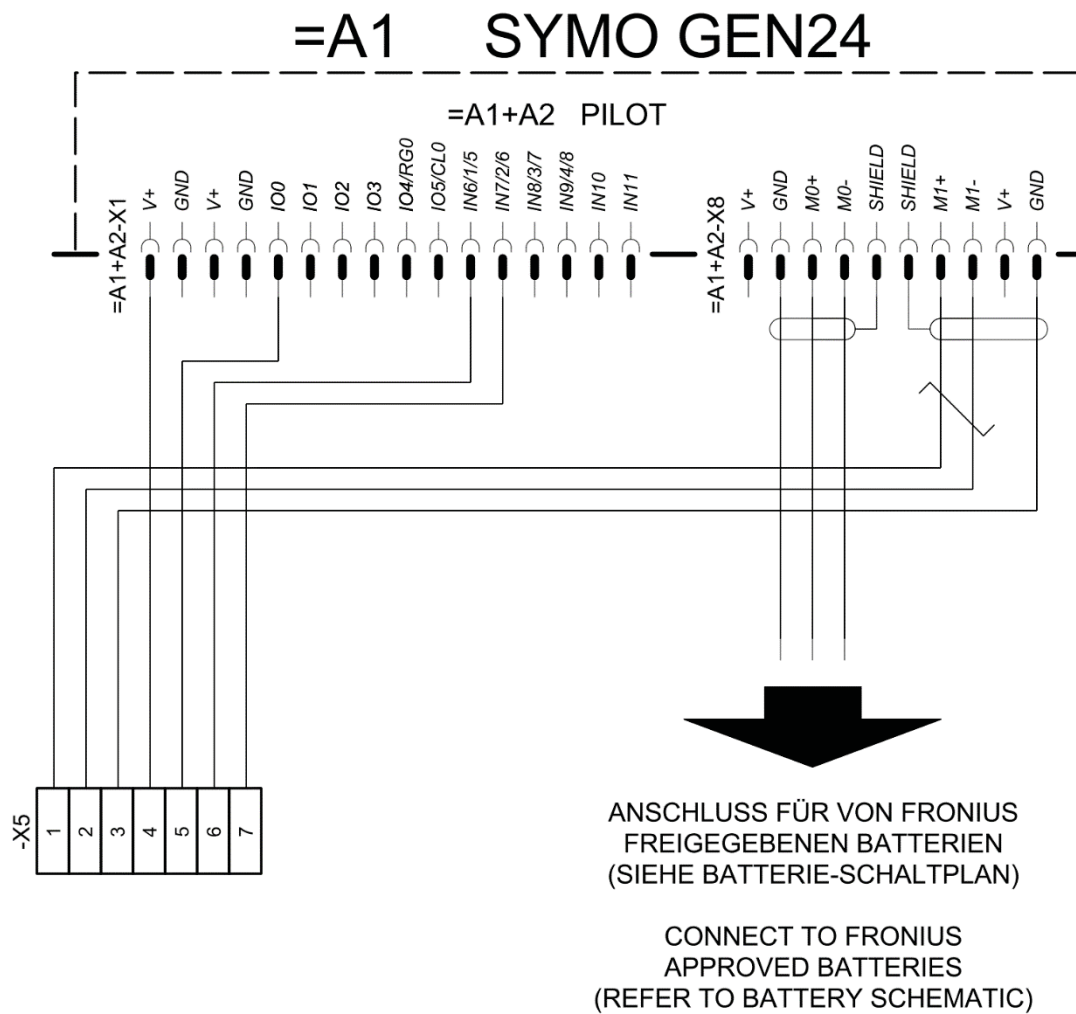 =A1 SYMO GEN24
=A1+A2 PILOT
=A1+A2-X1
V+
GND
V+
GND
IO0
IO1
IO2
IO3
IO4/RG0
IO5/CL0
IN6/1/5
IN7/2/6
IN8/3/7
IN9/4/8
IN10
IN11
=A1+A2-X8
V+
GND
M0+
M0-
SHIELD
SHIELD
M1+
M1-
V+
GND
-X5
1
2
3
4
5
6
7
ANSCHLUSS FÜR VON FRONIUS
FREIGEGEBENEN BATTERIEN
(SIEHE BATTERIE-SCHALTPLAN)
CONNECT TO FRONIUS
APPROVED BATTERIES
(REFER TO BATTERY SCHEMATIC)